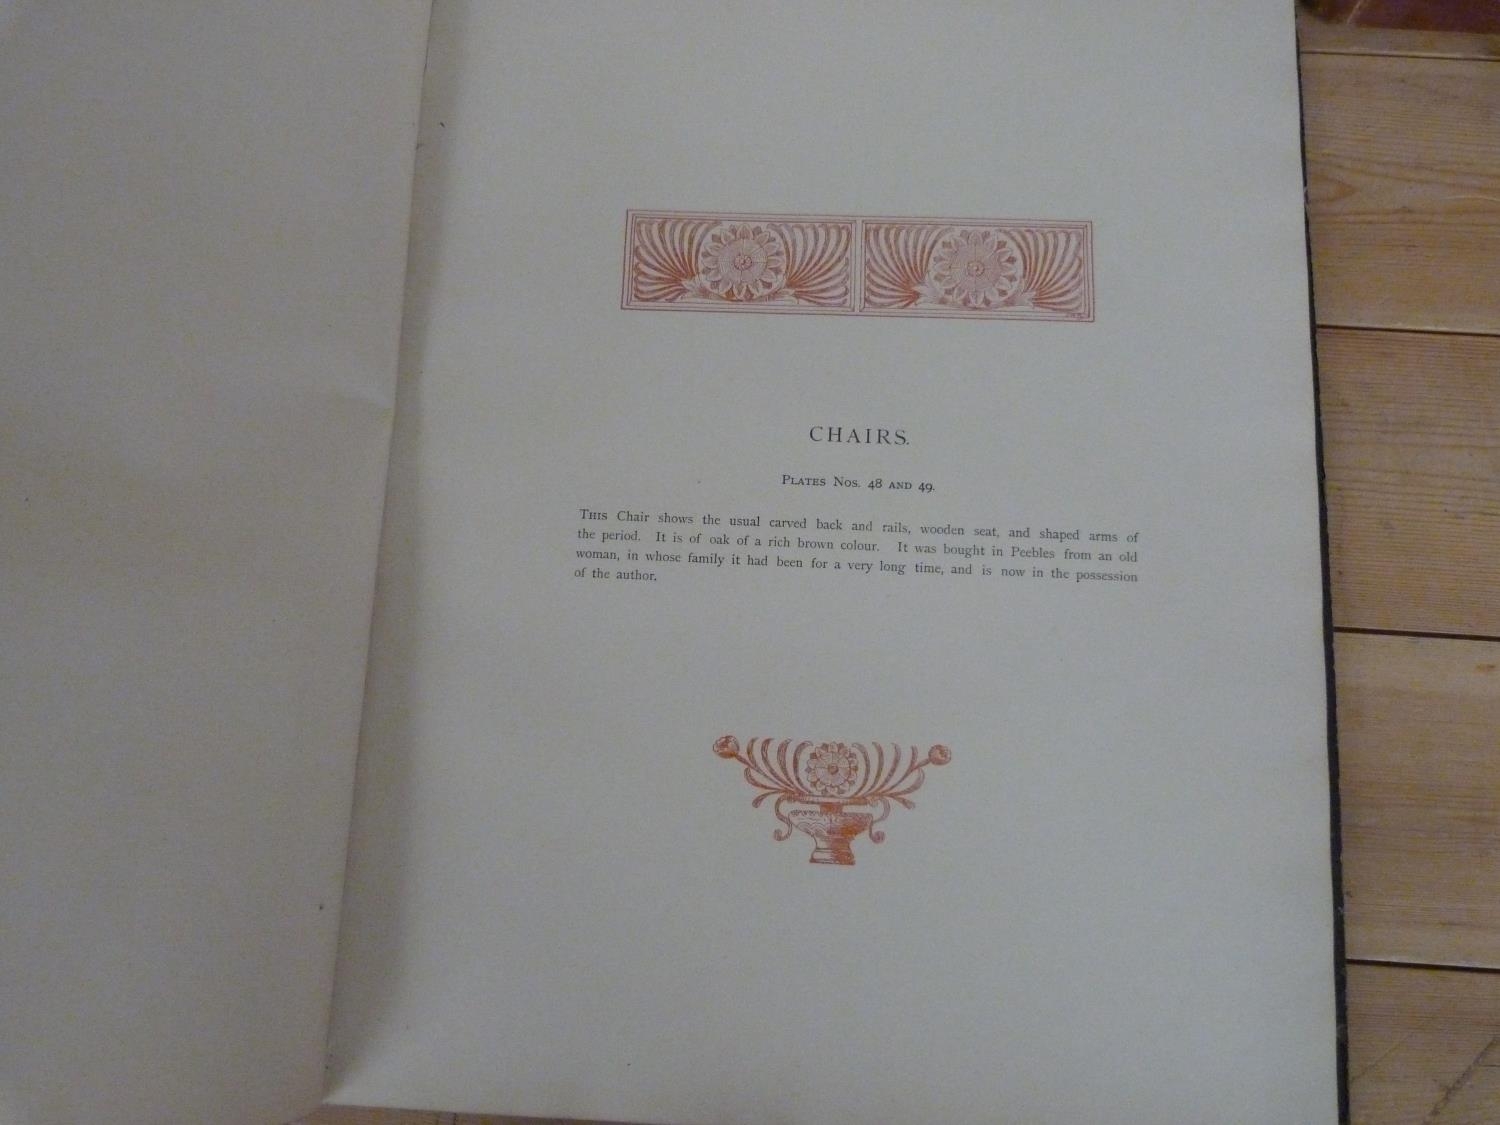 CHAIRS.
PLATES NOS. 48 AND 49.
THIS Chair shows the usual carved back and rails, wooden seat, and shaped arms of
the period. It is of oak of a rich brown colour. It was bought in Peebles from an old
woman, in whose family it had been for a very long time, and is now in the possession
of the author.